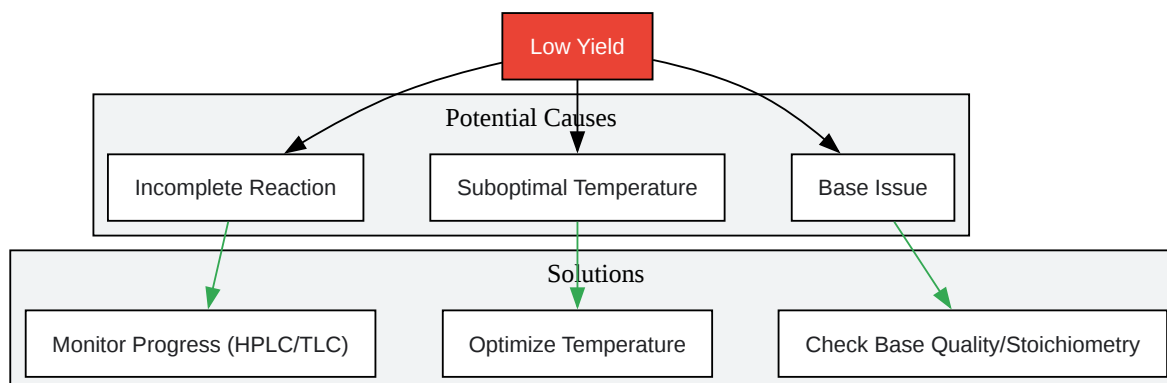 Low Yield
Potential Causes
Incomplete Reaction
Suboptimal Temperature
Base Issue
Solutions
Monitor Progress (HPLC/TLC)
Optimize Temperature
Check Base Quality/Stoichiometry